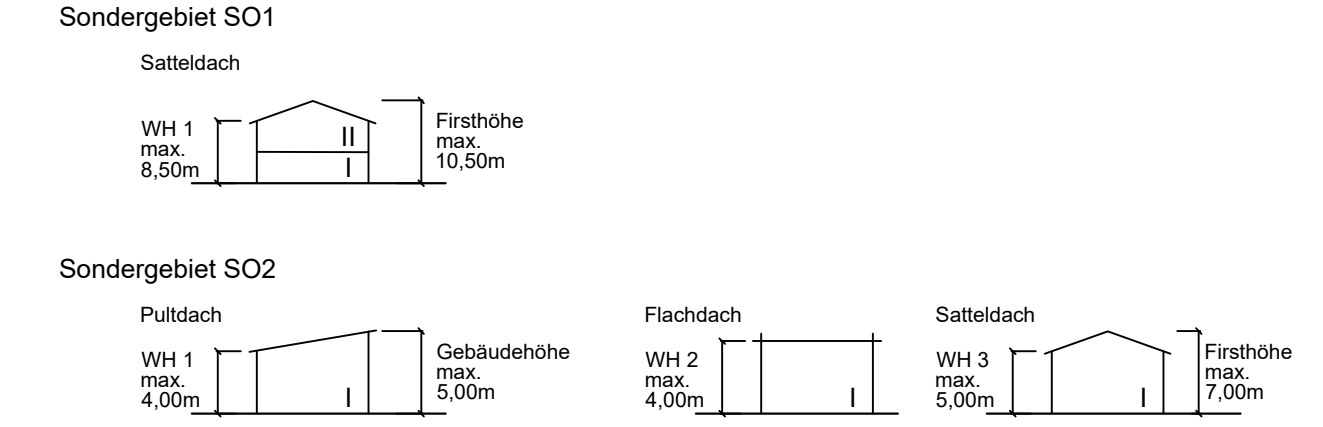 Sondergebiet SO1
Satteldach
WH 1
max.
8,50m
II
I
Firsthöhe
max.
10,50m
Sondergebiet SO2
Pultdach
WH 1
max.
4,00m
I
Gebäudehöhe
max.
5,00m
Flachdach
WH 2
max.
4,00m
I
Satteldach
WH 3
max.
5,00m
I
Firsthöhe
max.
7,00m